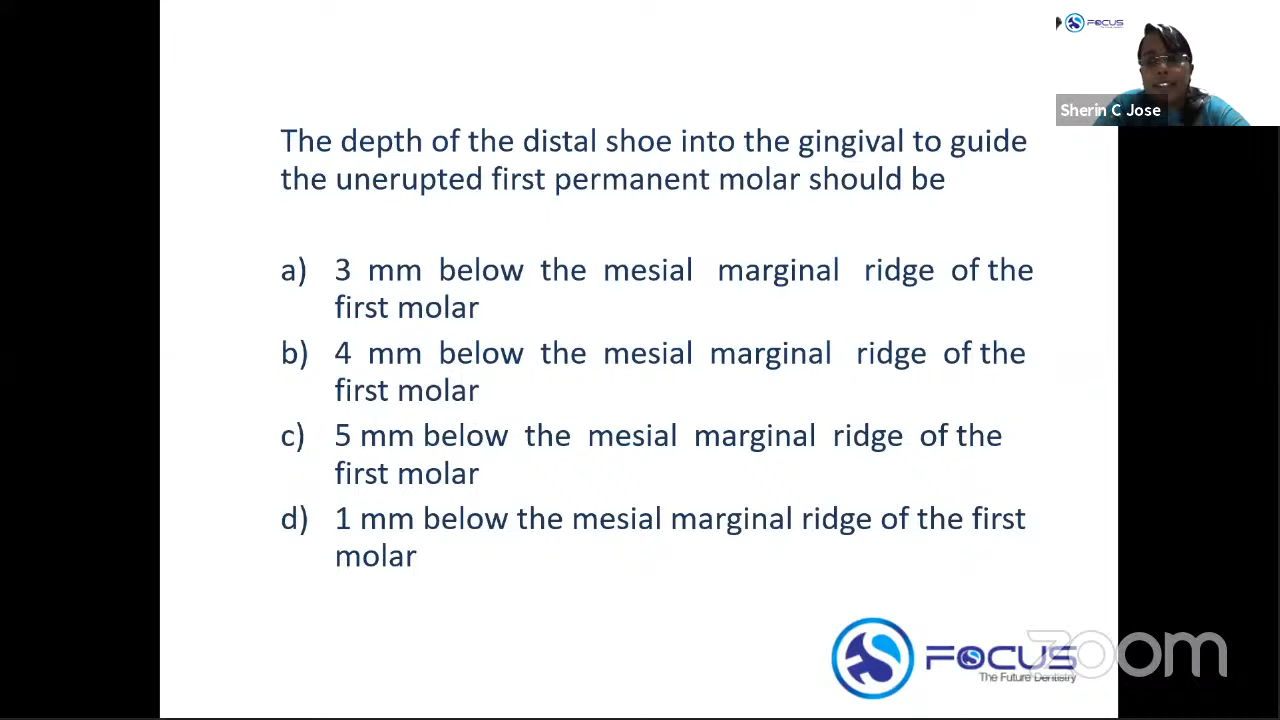 FOCUS
Sherin C Jose
The depth of the distal shoe into the gingival to guide
the unerupted first permanent molar should be
a) 3 mm below the mesial marginal ridge of the
first molar
b) 4 mm below the mesial marginal ridge of the
first molar
c) 5 mm below the mesial marginal ridge of the
first molar
d) 1 mm below the mesial marginal ridge of the first
molar
FOCUS
The Future Dentistry
zoom